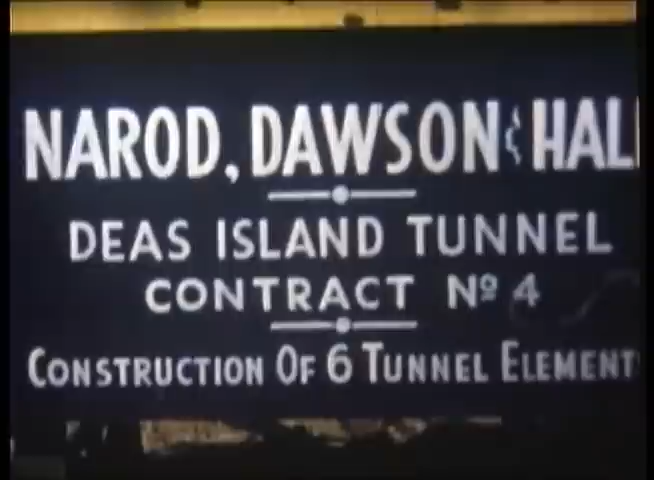 NAROD, DAWSON & HAL
DEAS ISLAND TUNNEL
CONTRACT Nº 4
CONSTRUCTION OF 6 TUNNEL ELEMENT